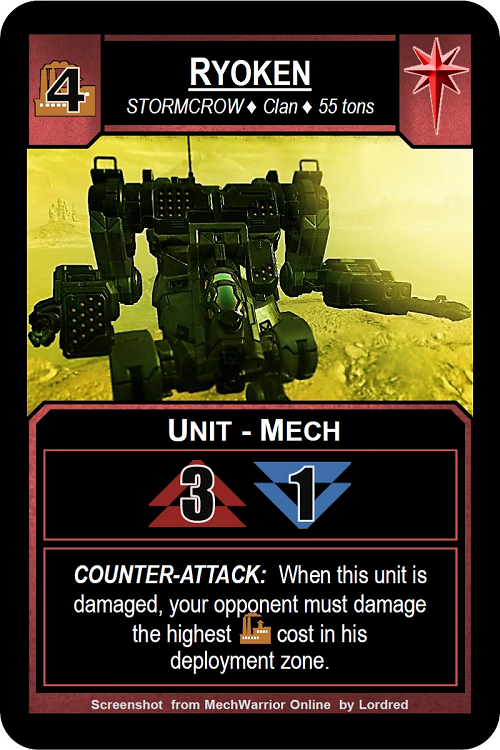 4
RYOKEN
STORMCROW♦ Clan ♦ 55 tons
UNIT - MECH
3 1
COUNTER-ATTACK: When this unit is
damaged, your opponent must damage
the highest cost in his
deployment zone.
Screenshot from MechWarrior Online by Lordred